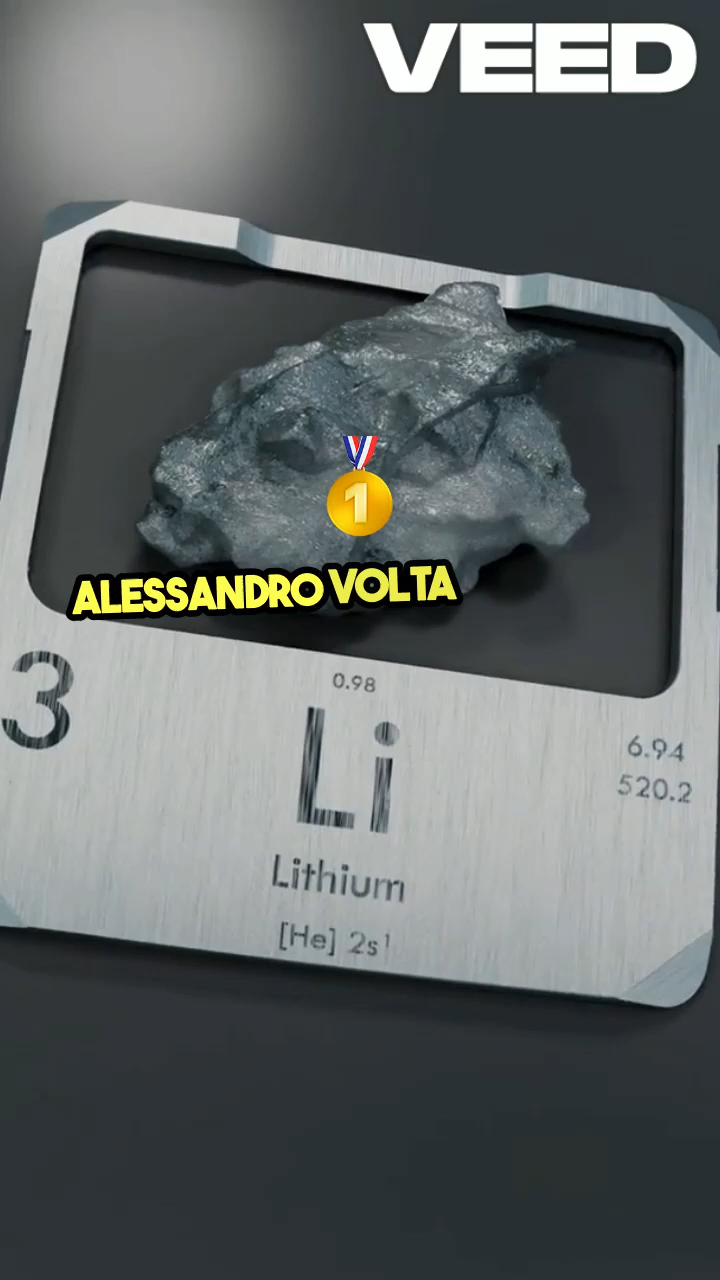 VEED
1
ALESSANDRO VOLTA
3
0.98
Li
6.94
520.2
Lithium
[He] 2s¹